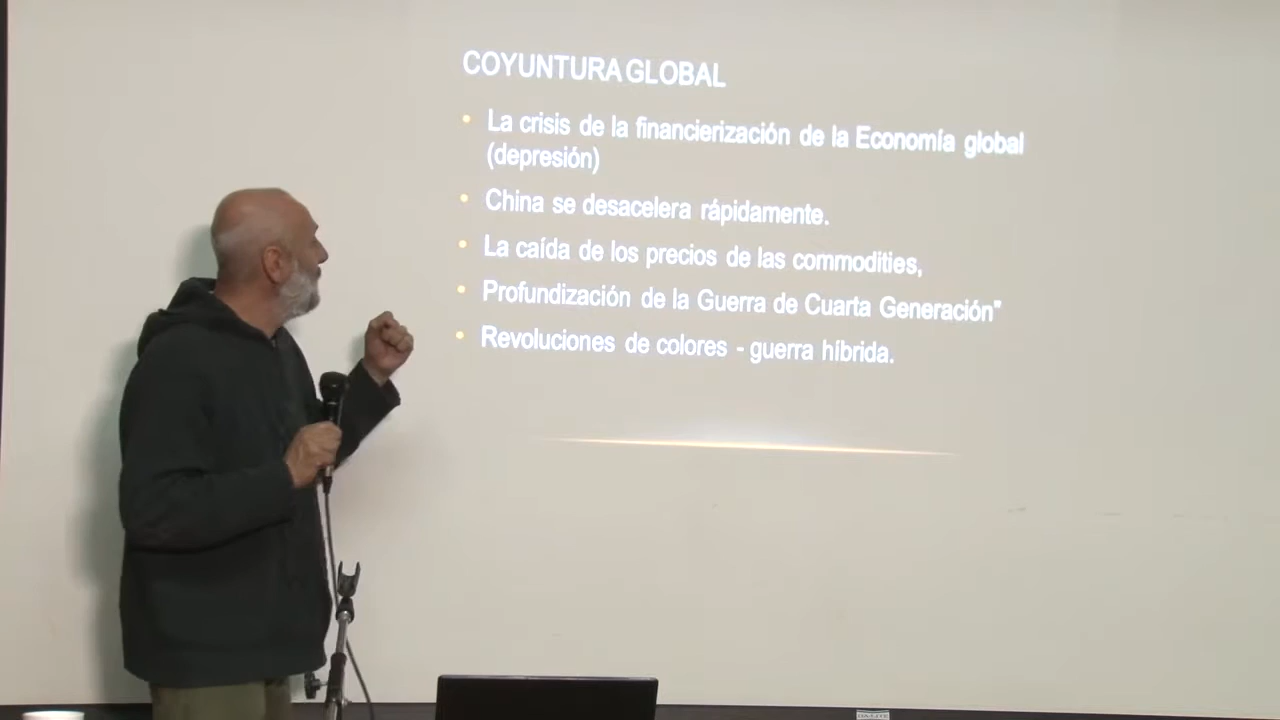 COYUNTURA GLOBAL
• La crisis de la financierización de la Economía global
(depresión)
• China se desacelera rápidamente.
• La caída de los precios de las commodities,
• Profundización de la Guerra de Cuarta Generación"
• Revoluciones de colores - guerra híbrida.